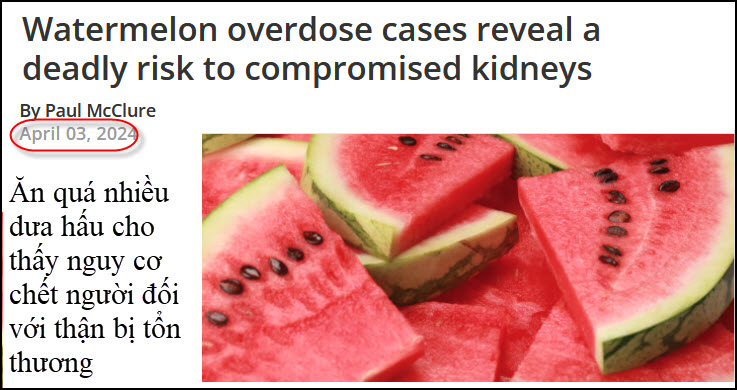 Watermelon overdose cases reveal a
deadly risk to compromised kidneys
By Paul McClure
April 03, 2024
Ăn quá nhiều
dưa hấu cho
thấy nguy cơ
chết người đối
với thận bị tổn
thương